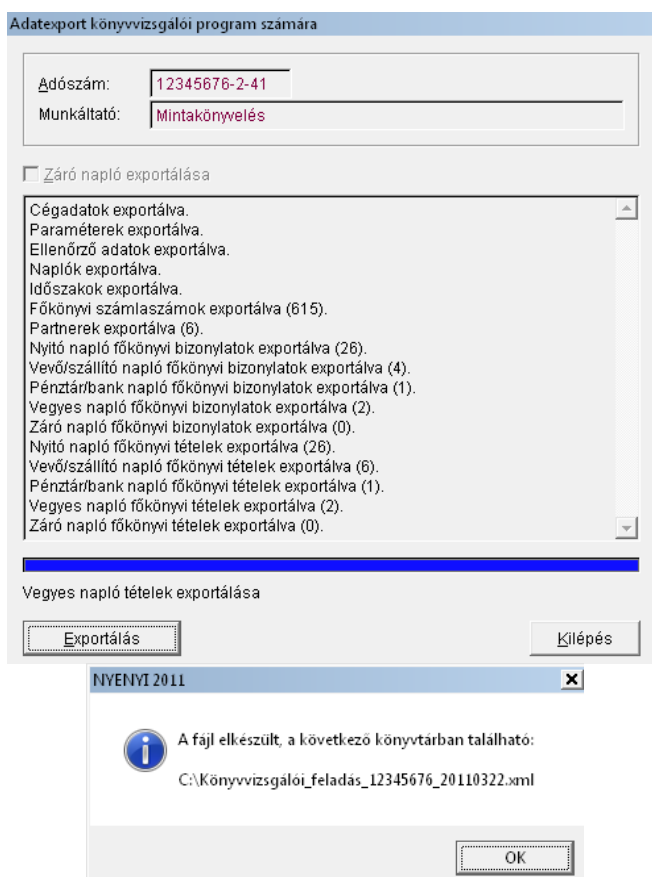 Adatexport könyvvizsgálói program számára
Adószám: 12345676-2-41
Munkáltató: Mintakönyvelés
Záró napló exportálása
Cégadatok exportálva.
Paraméterek exportálva.
Ellenőrző adatok exportálva.
Naplók exportálva.
Időszakok exportálva.
Főkönyvi számlaszámok exportálva (615).
Partnerek exportálva (6).
Nyitó napló főkönyvi bizonylatok exportálva (26).
Vevő/szállító napló főkönyvi bizonylatok exportálva (4).
Pénztár/bank napló főkönyvi bizonylatok exportálva (1).
Vegyes napló főkönyvi bizonylatok exportálva (2).
Záró napló főkönyvi bizonylatok exportálva (0).
Nyitó napló főkönyvi tételek exportálva (26).
Vevő/szállító napló főkönyvi tételek exportálva (6).
Pénztár/bank napló főkönyvi tételek exportálva (1).
Vegyes napló főkönyvi tételek exportálva (2).
Záró napló főkönyvi tételek exportálva (0).
Vegyes napló tételek exportálása
Exportálás Kilépés
NYENYI 2011
A fájl elkészült, a következő könyvtárban található:
C:\Könyvvizsgálói_feladás_12345676_20110322.xml
OK